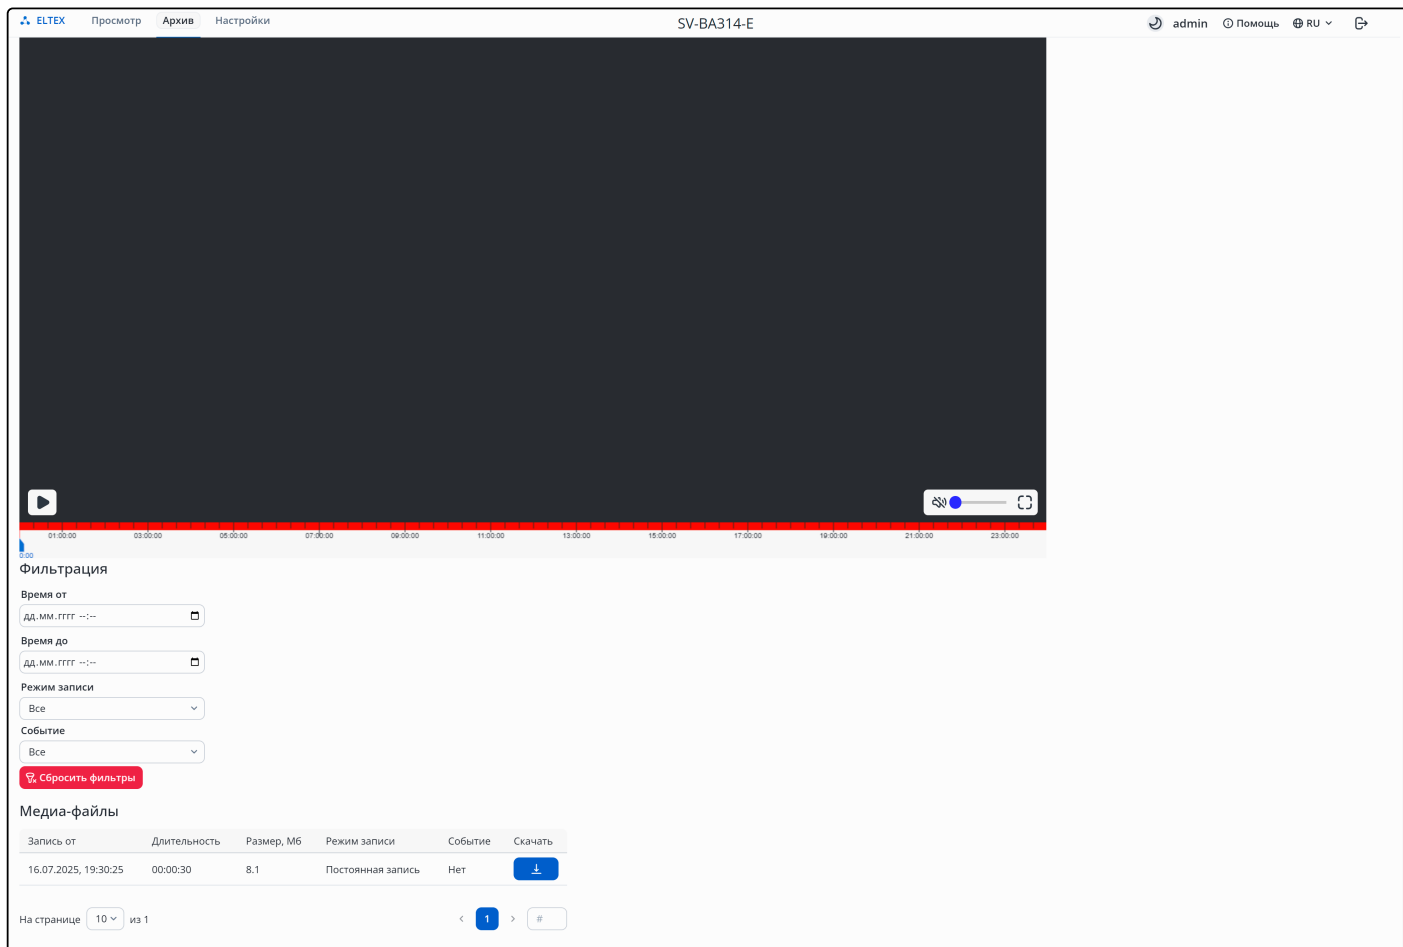 ELTEX Просмотр Архив Настройки SV-BA314-E admin Помощь RU
01:00:00 03:00:00 05:00:00 07:00:00 09:00:00 11:00:00 13:00:00 15:00:00 17:00:00 19:00:00 21:00:00 23:00:00
0:00
Фильтрация
Время от
дд.мм.гггг --:--
Время до
дд.мм.гггг --:--
Режим записи
Все
Событие
Все
Сбросить фильтры
Медиа-файлы
Запись от Длительность Размер, Мб Режим записи Событие Скачать
16.07.2025, 19:30:25 00:00:30 8.1 Постоянная запись Нет
На странице 10 из 1 < 1 > #